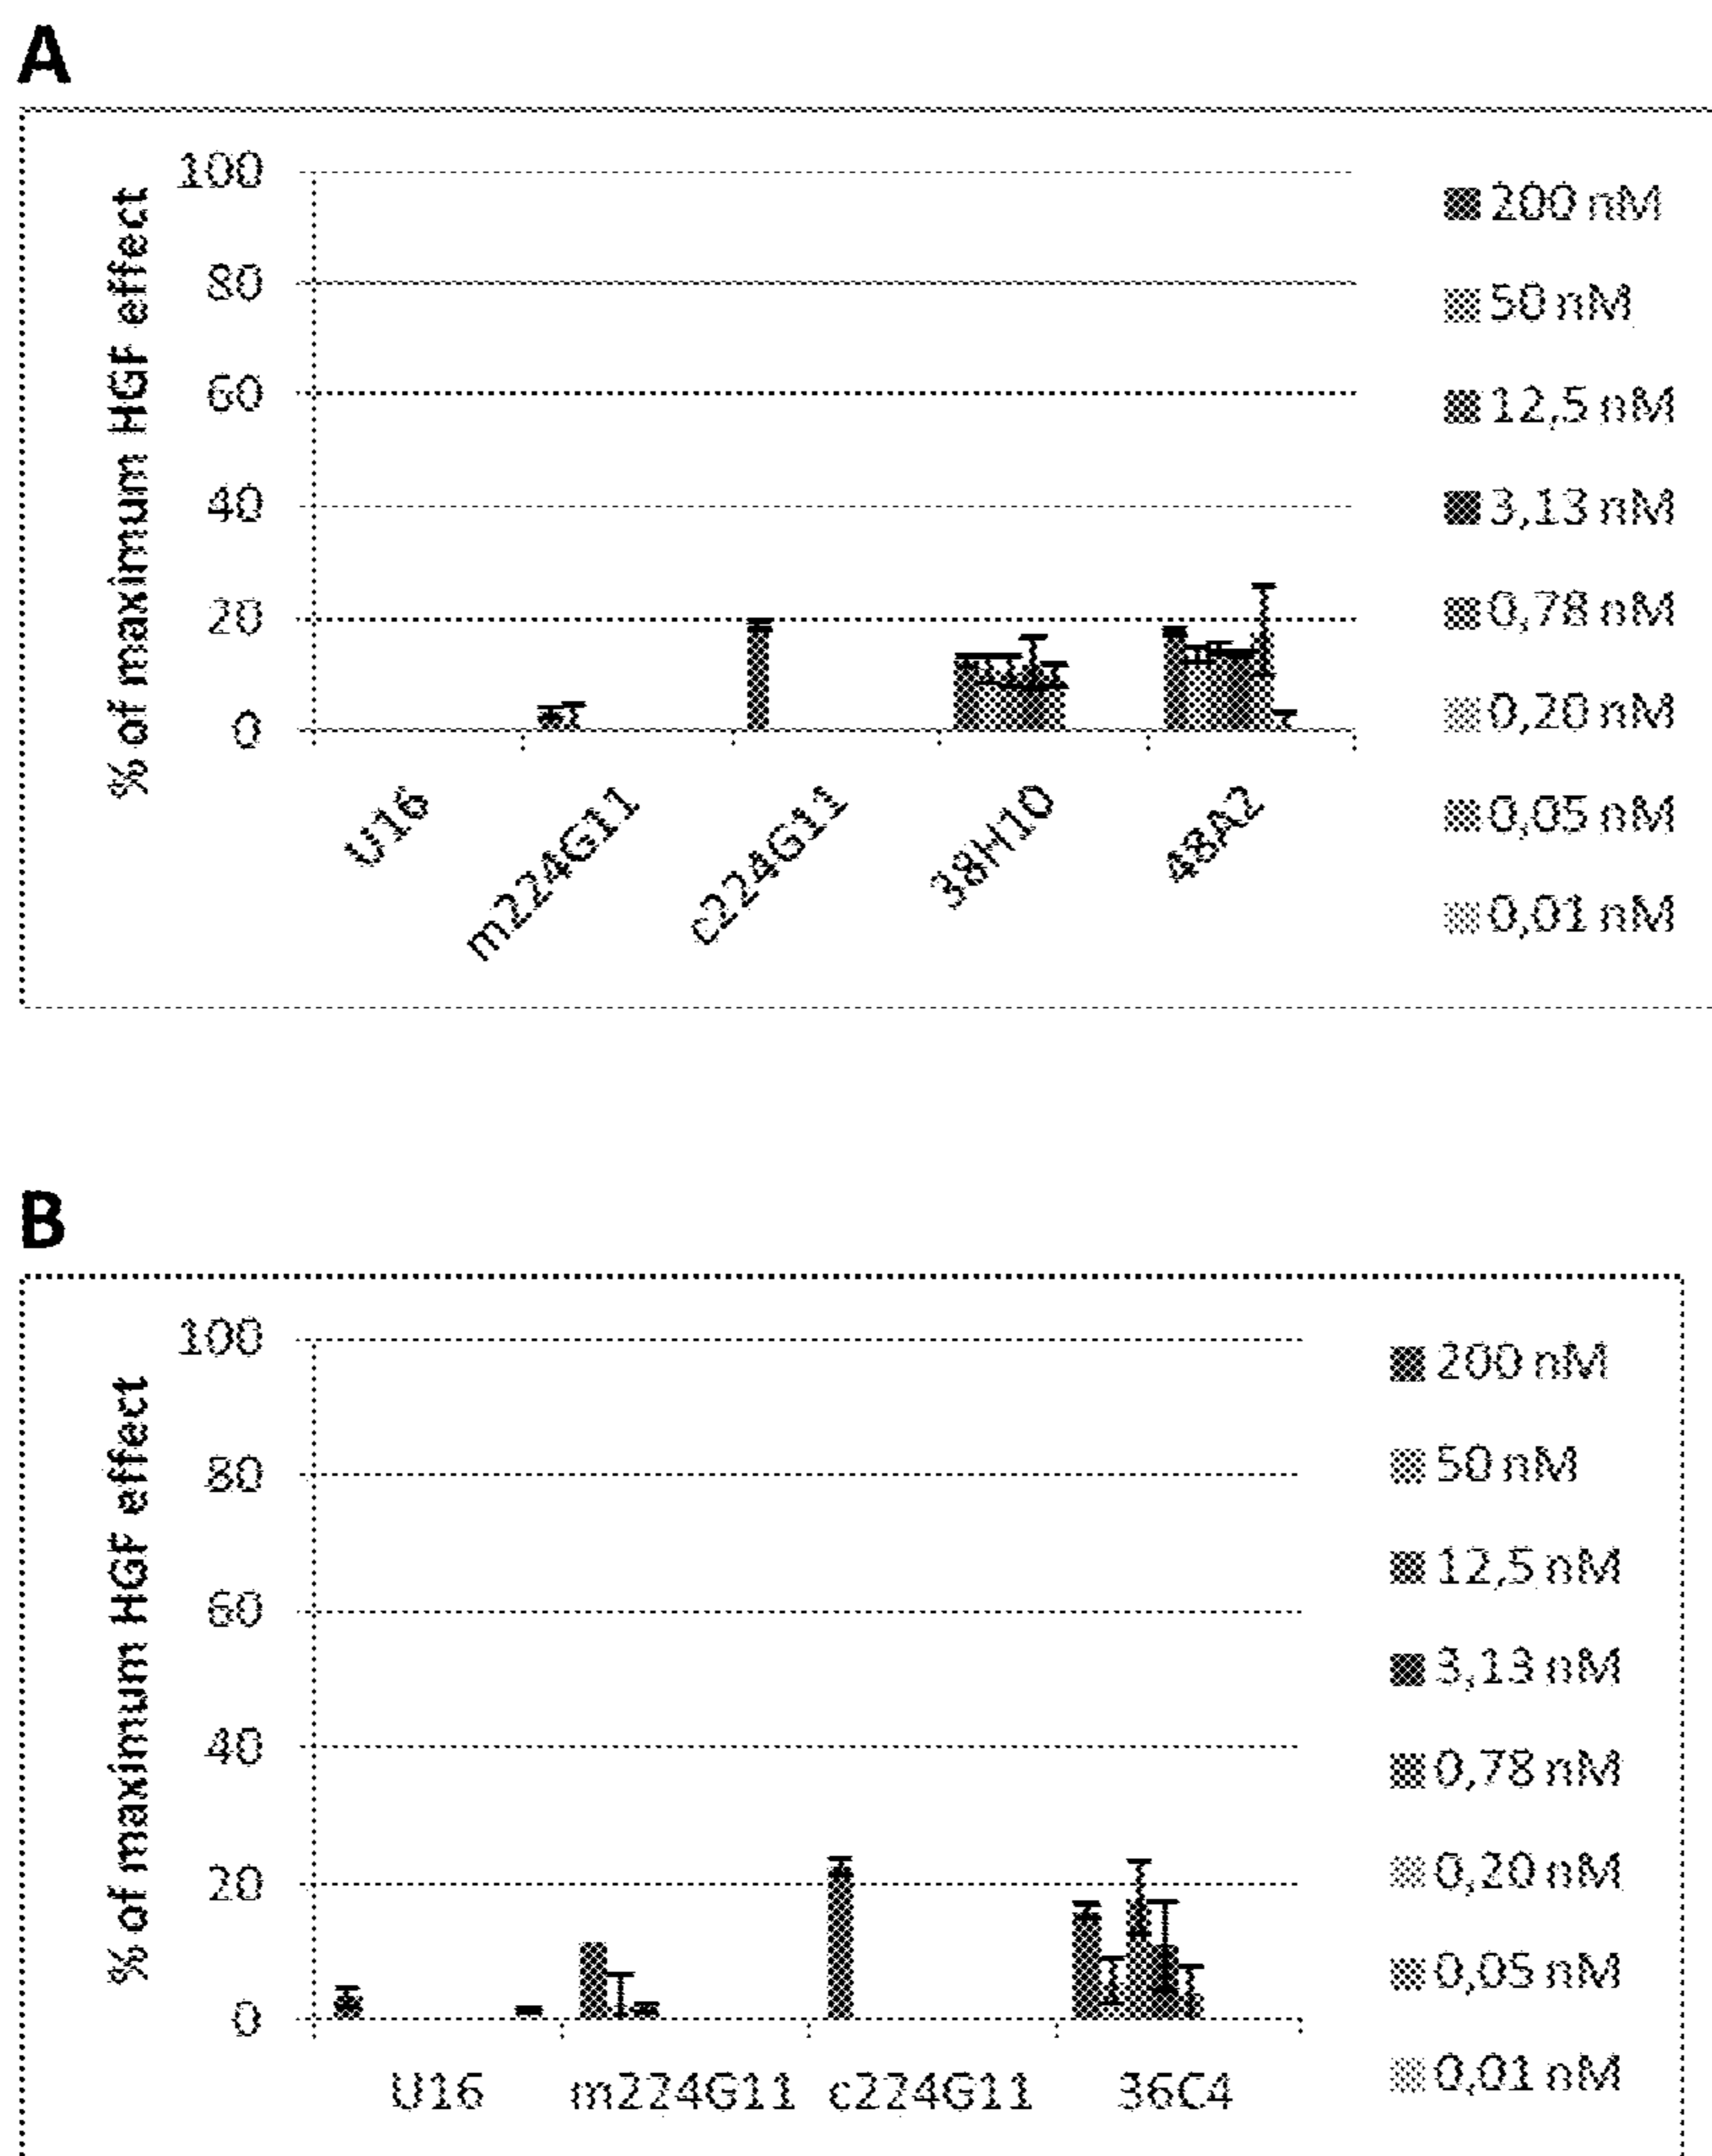 A
% of maximum HGF effect
100
80
60
40
20
0
U16
m224G11
c224G11
38H10
48A2
200 nM
50 nM
12,5 nM
3,13 nM
0,78 nM
0,20 nM
0,05 nM
0,01 nM
B
% of maximum HGF effect
100
80
60
40
20
0
U16 m224G11 c224G11 36C4
200 nM
50 nM
12,5 nM
3,13 nM
0,78 nM
0,20 nM
0,05 nM
0,01 nM